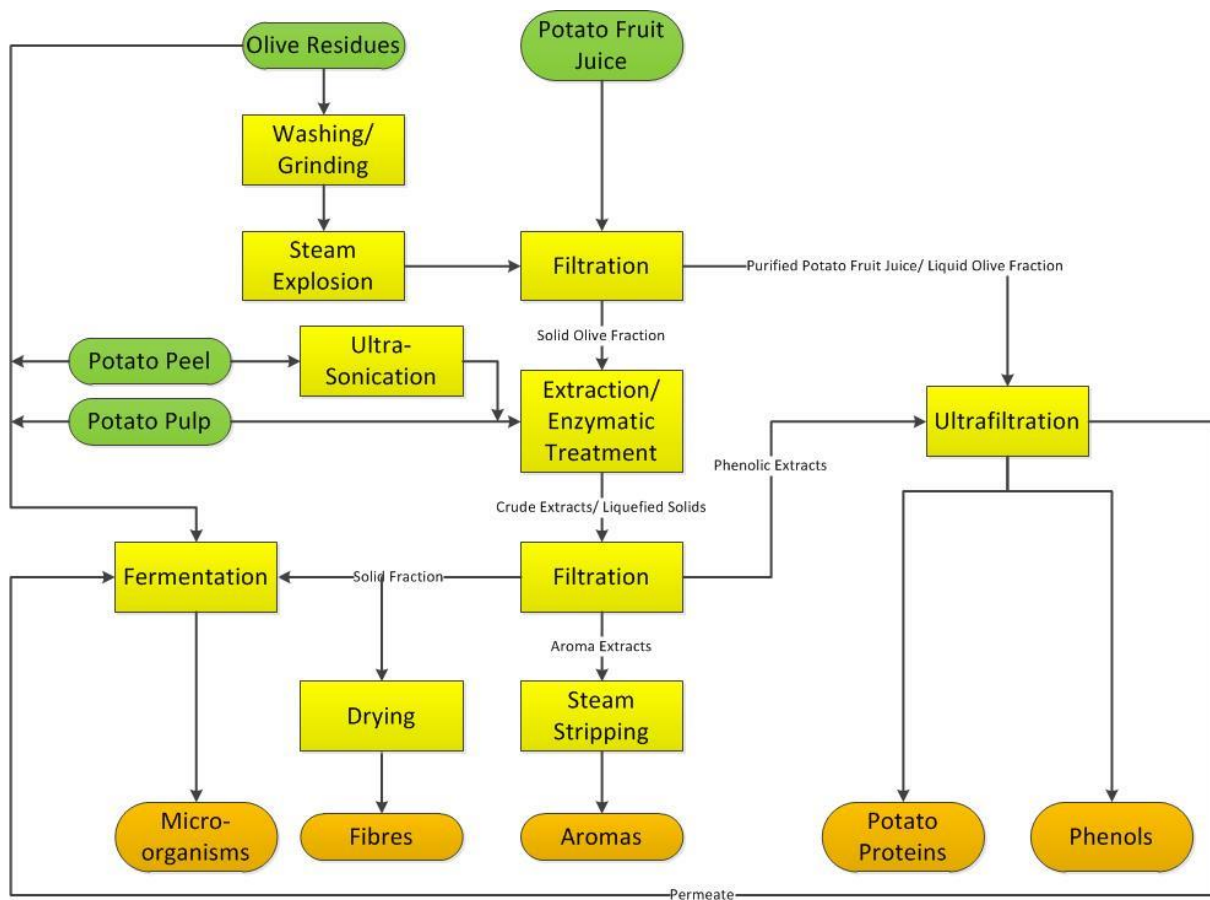 Olive Residues
Potato Fruit
Juice
Washing/
Grinding
Steam
Explosion
Filtration
Purified Potato Fruit Juice/ Liquid Olive Fraction
Solid Olive Fraction
Potato Peel
Ultra-
Sonication
Potato Pulp
Extraction/
Enzymatic
Treatment
Ultrafiltration
Phenolic Extracts
Crude Extracts/ Liquefied Solids
Fermentation
Solid Fraction
Filtration
Aroma Extracts
Drying
Steam
Stripping
Micro-
organisms
Fibres
Aromas
Potato
Proteins
Phenols
Permeate